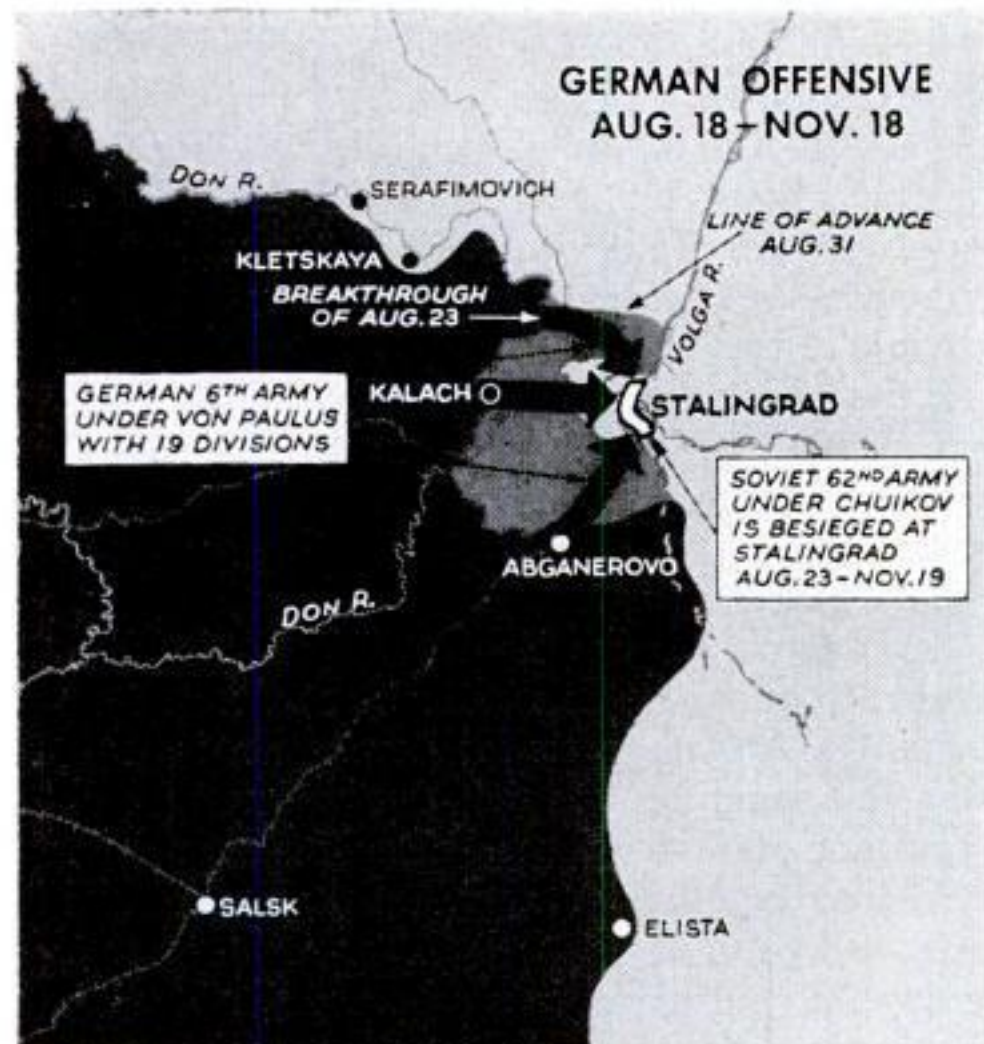 GERMAN OFFENSIVE
AUG. 18 – NOV. 18
DON R.
SERAFIMOVICH
LINE OF ADVANCE
AUG. 31
KLETSKAYA
BREAKTHROUGH
OF AUG. 23
VOLGA R.
GERMAN 6TH ARMY
UNDER VON PAULUS
WITH 19 DIVISIONS
KALACH
STALINGRAD
SOVIET 62ND ARMY
UNDER CHUIKOV
IS BESIEGED AT
STALINGRAD
AUG. 23 – NOV. 19
ABGANEROVO
DON R.
SALSK
ELISTA